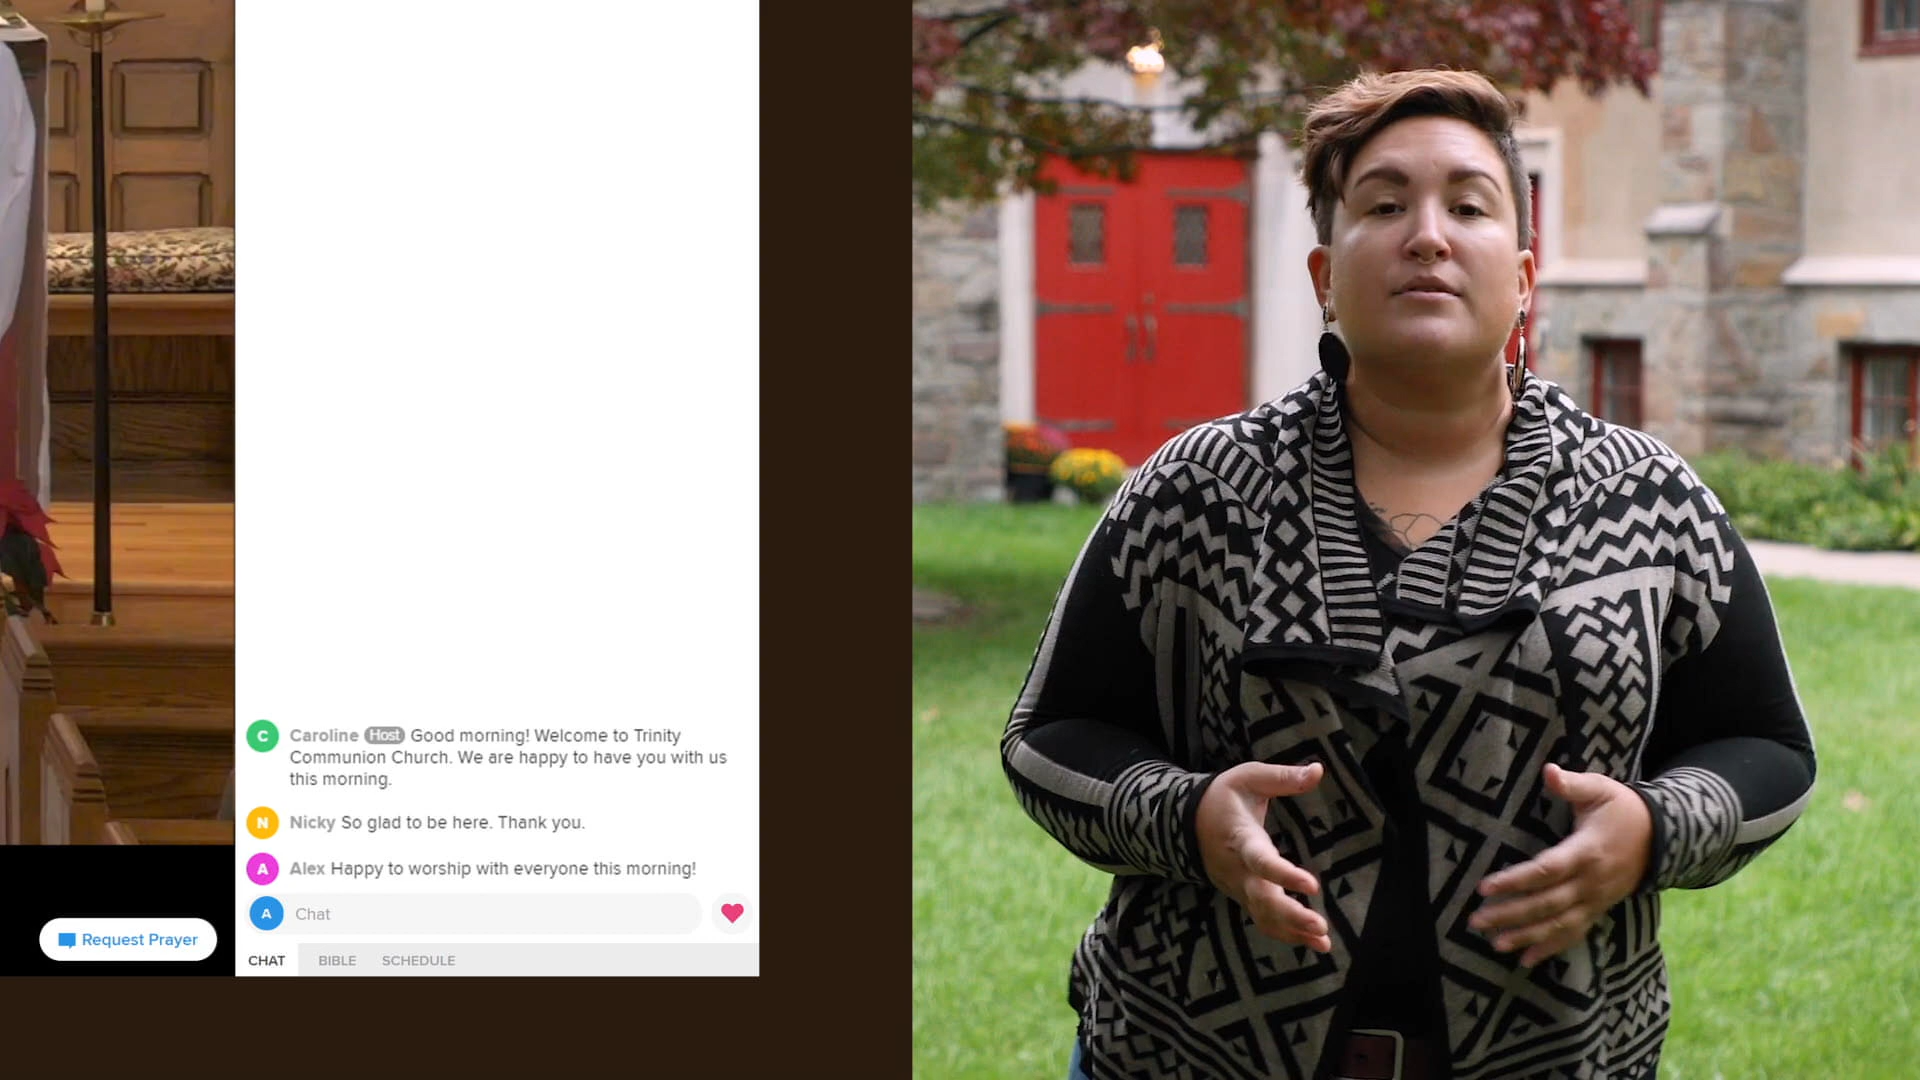 C
Caroline Host Good morning! Welcome to Trinity
Communion Church. We are happy to have you with us
this morning.
N
Nicky So glad to be here. Thank you.
A
Alex Happy to worship with everyone this morning!
A
Chat
Request Prayer
CHAT BIBLE SCHEDULE